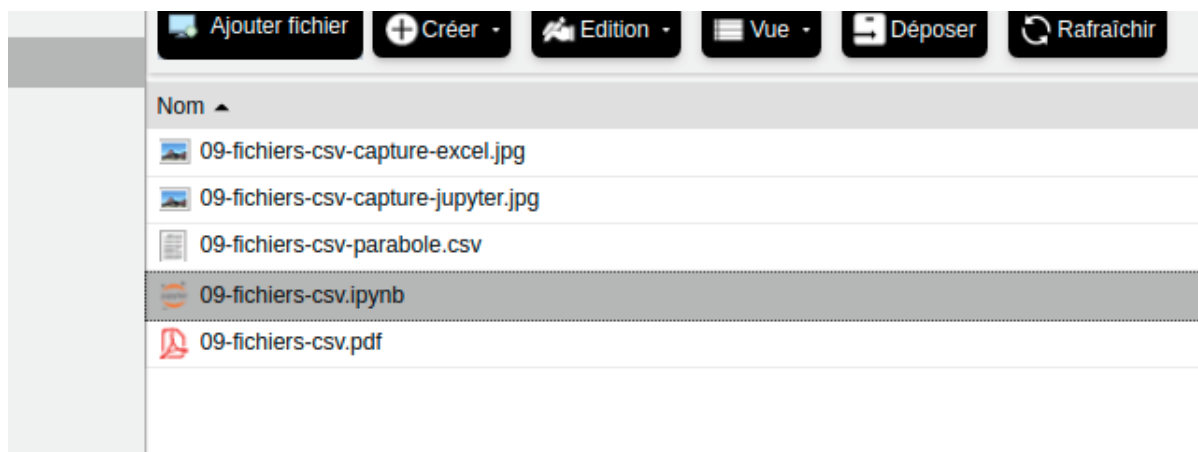 Ajouter fichier Créer Edition Vue Déposer Rafraîchir
Nom
09-fichiers-csv-capture-excel.jpg
09-fichiers-csv-capture-jupyter.jpg
09-fichiers-csv-parabole.csv
09-fichiers-csv.ipynb
09-fichiers-csv.pdf